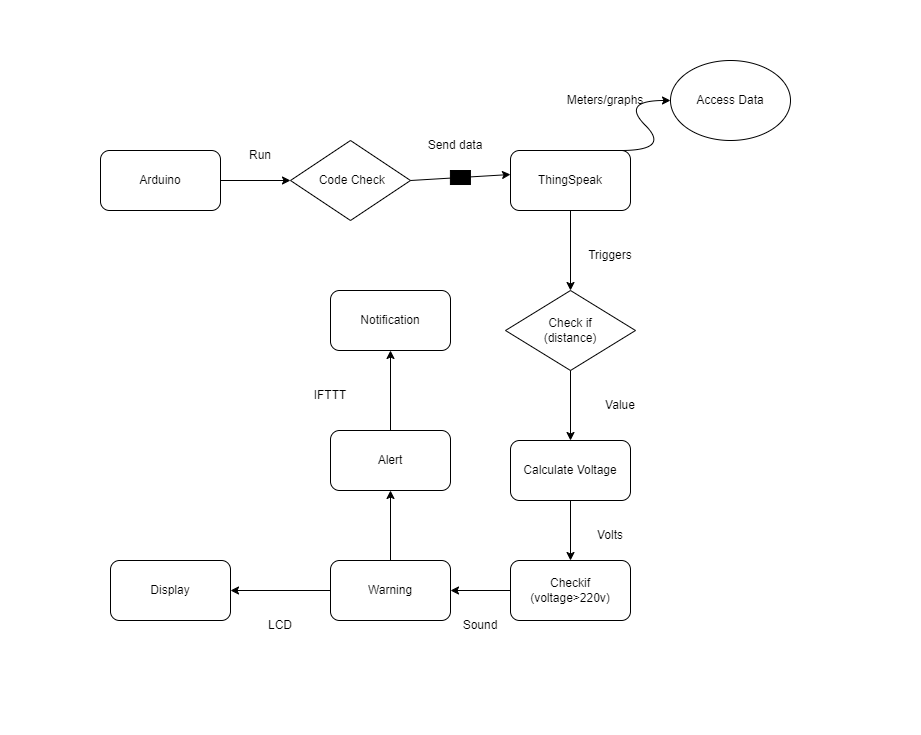 Meters/graphs
Access Data
Send data
Run
Arduino
Code Check
ThingSpeak
Triggers
Notification
Check if
(distance)
IFTTT
Value
Alert
Calculate Voltage
Volts
Display
Warning
Checkif
(voltage>220v)
LCD
Sound